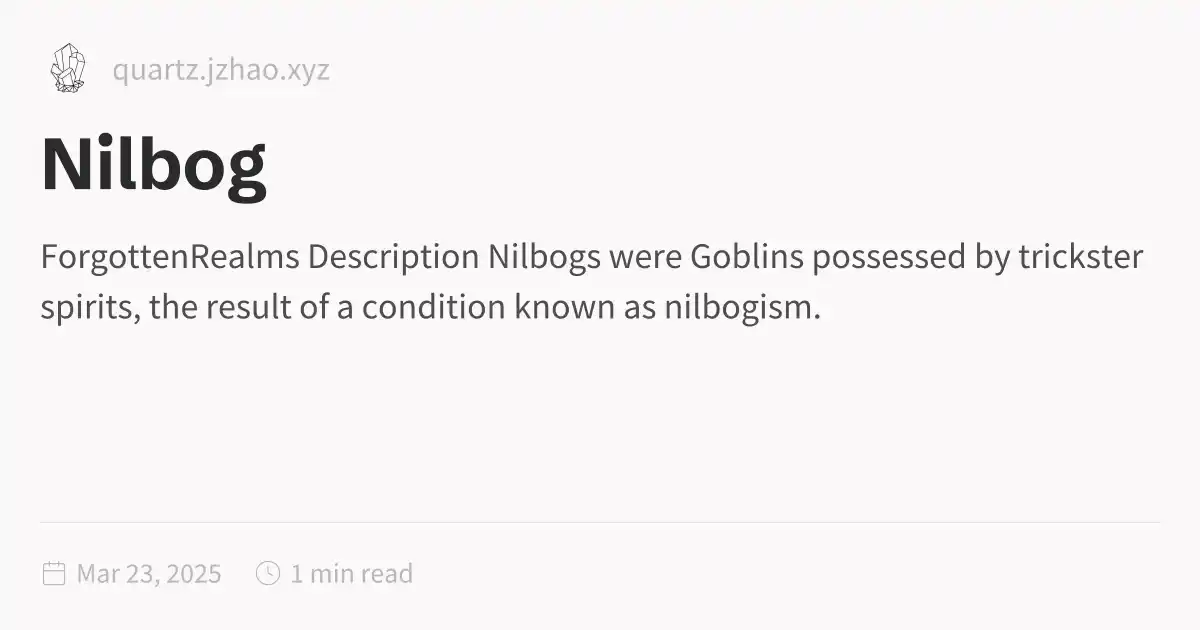 quartz.jzhao.xyz
Nilbog
ForgottenRealms Description Nilbogs were Goblins possessed by trickster
spirits, the result of a condition known as nilbogism.
Mar 23, 2025 1 min read